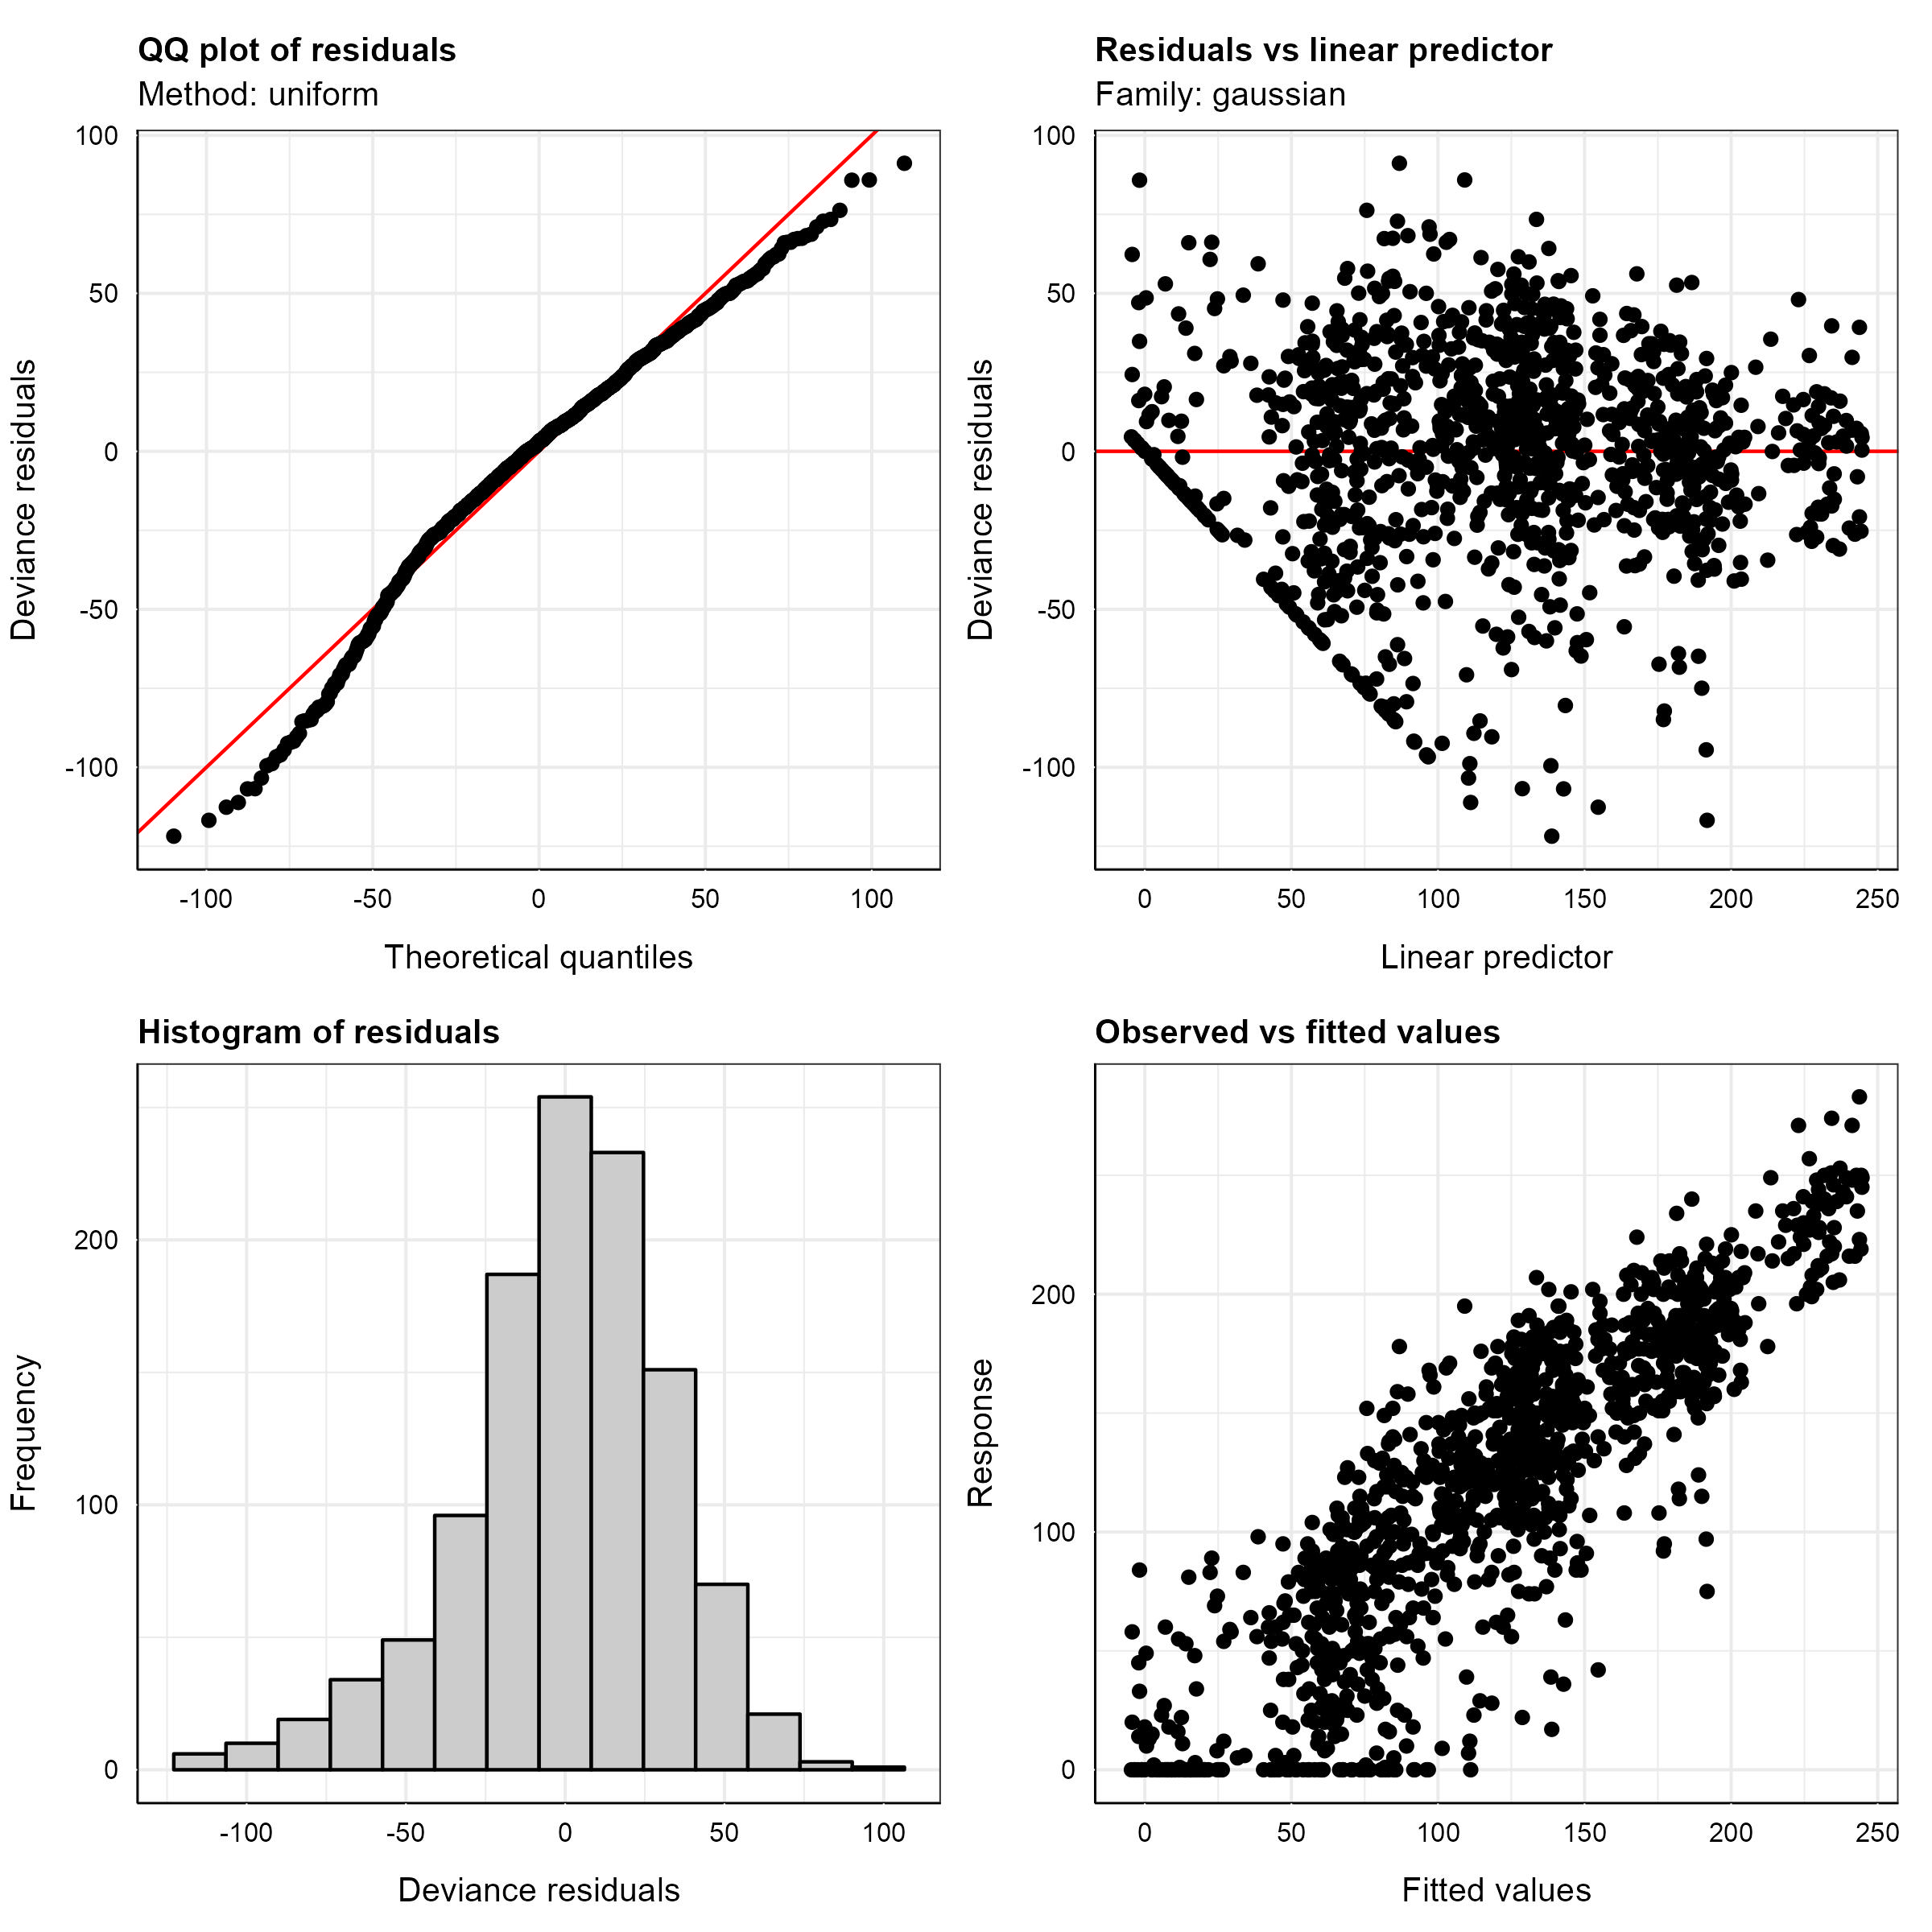 QQ plot of residuals
Method: uniform
100
50
0
-50
-100
Deviance residuals
-100
-50
0
50
100
Theoretical quantiles
Residuals vs linear predictor
Family: gaussian
100
50
0
-50
-100
Deviance residuals
0
50
100
150
200
250
Linear predictor
Histogram of residuals
200
100
0
Frequency
-100
-50
0
50
100
Deviance residuals
Observed vs fitted values
200
100
0
Response
0
50
100
150
200
250
Fitted values